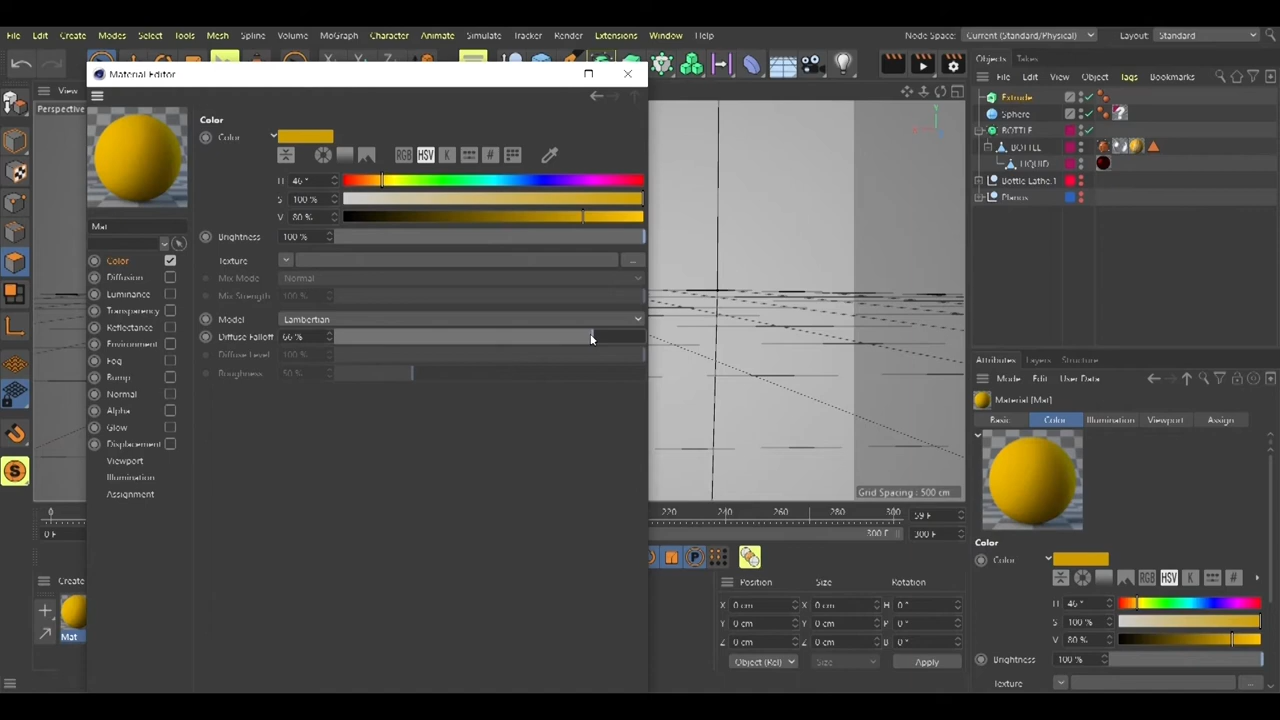 File Edit Create Modes Select Tools Mesh Spline Volume MoGraph Character Animate Simulate Tracker Render Extensions Window Help Node Space: Current (Standard/Physical) Layout: Standard
Material Editor
Objects Takes
File Edit View Object Tags Bookmarks
View
Perspective
Extrude
Sphere
BOTTLE
BOTTLE
LIQUID
Bottle Lathe.1
Planos
Color
Color
RGB HSV K #
H 46 °
S 100 %
V 80 %
Mat
Brightness 100 %
Color
Texture ...
Diffusion
Mix Mode Normal
Luminance
Mix Strength 100 %
Transparency
Model Lambertian
Reflectance
Diffuse Falloff 66 %
Environment
Diffuse Level 100 %
Fog
Roughness 50 %
Bump
Normal
Alpha
Glow
Displacement
Viewport
Illumination
Assignment
Y
Grid Spacing : 500 cm
Attributes Layers Structure
Mode Edit User Data
Material [Mat]
Basic Color Illumination Viewport Assign
Color
Color
RGB HSV K #
H 46 °
S 100 %
V 80 %
Brightness 100 %
Texture ...
0 220 240 260 280 300 59 F
0 F 300 F 300 F
P
Create
Mat
Position Size Rotation
X 0 cm X 0 cm H 0 °
Y 0 cm Y 0 cm P 0 °
Z 0 cm Z 0 cm B 0 °
Object (Rel) Size Apply
S